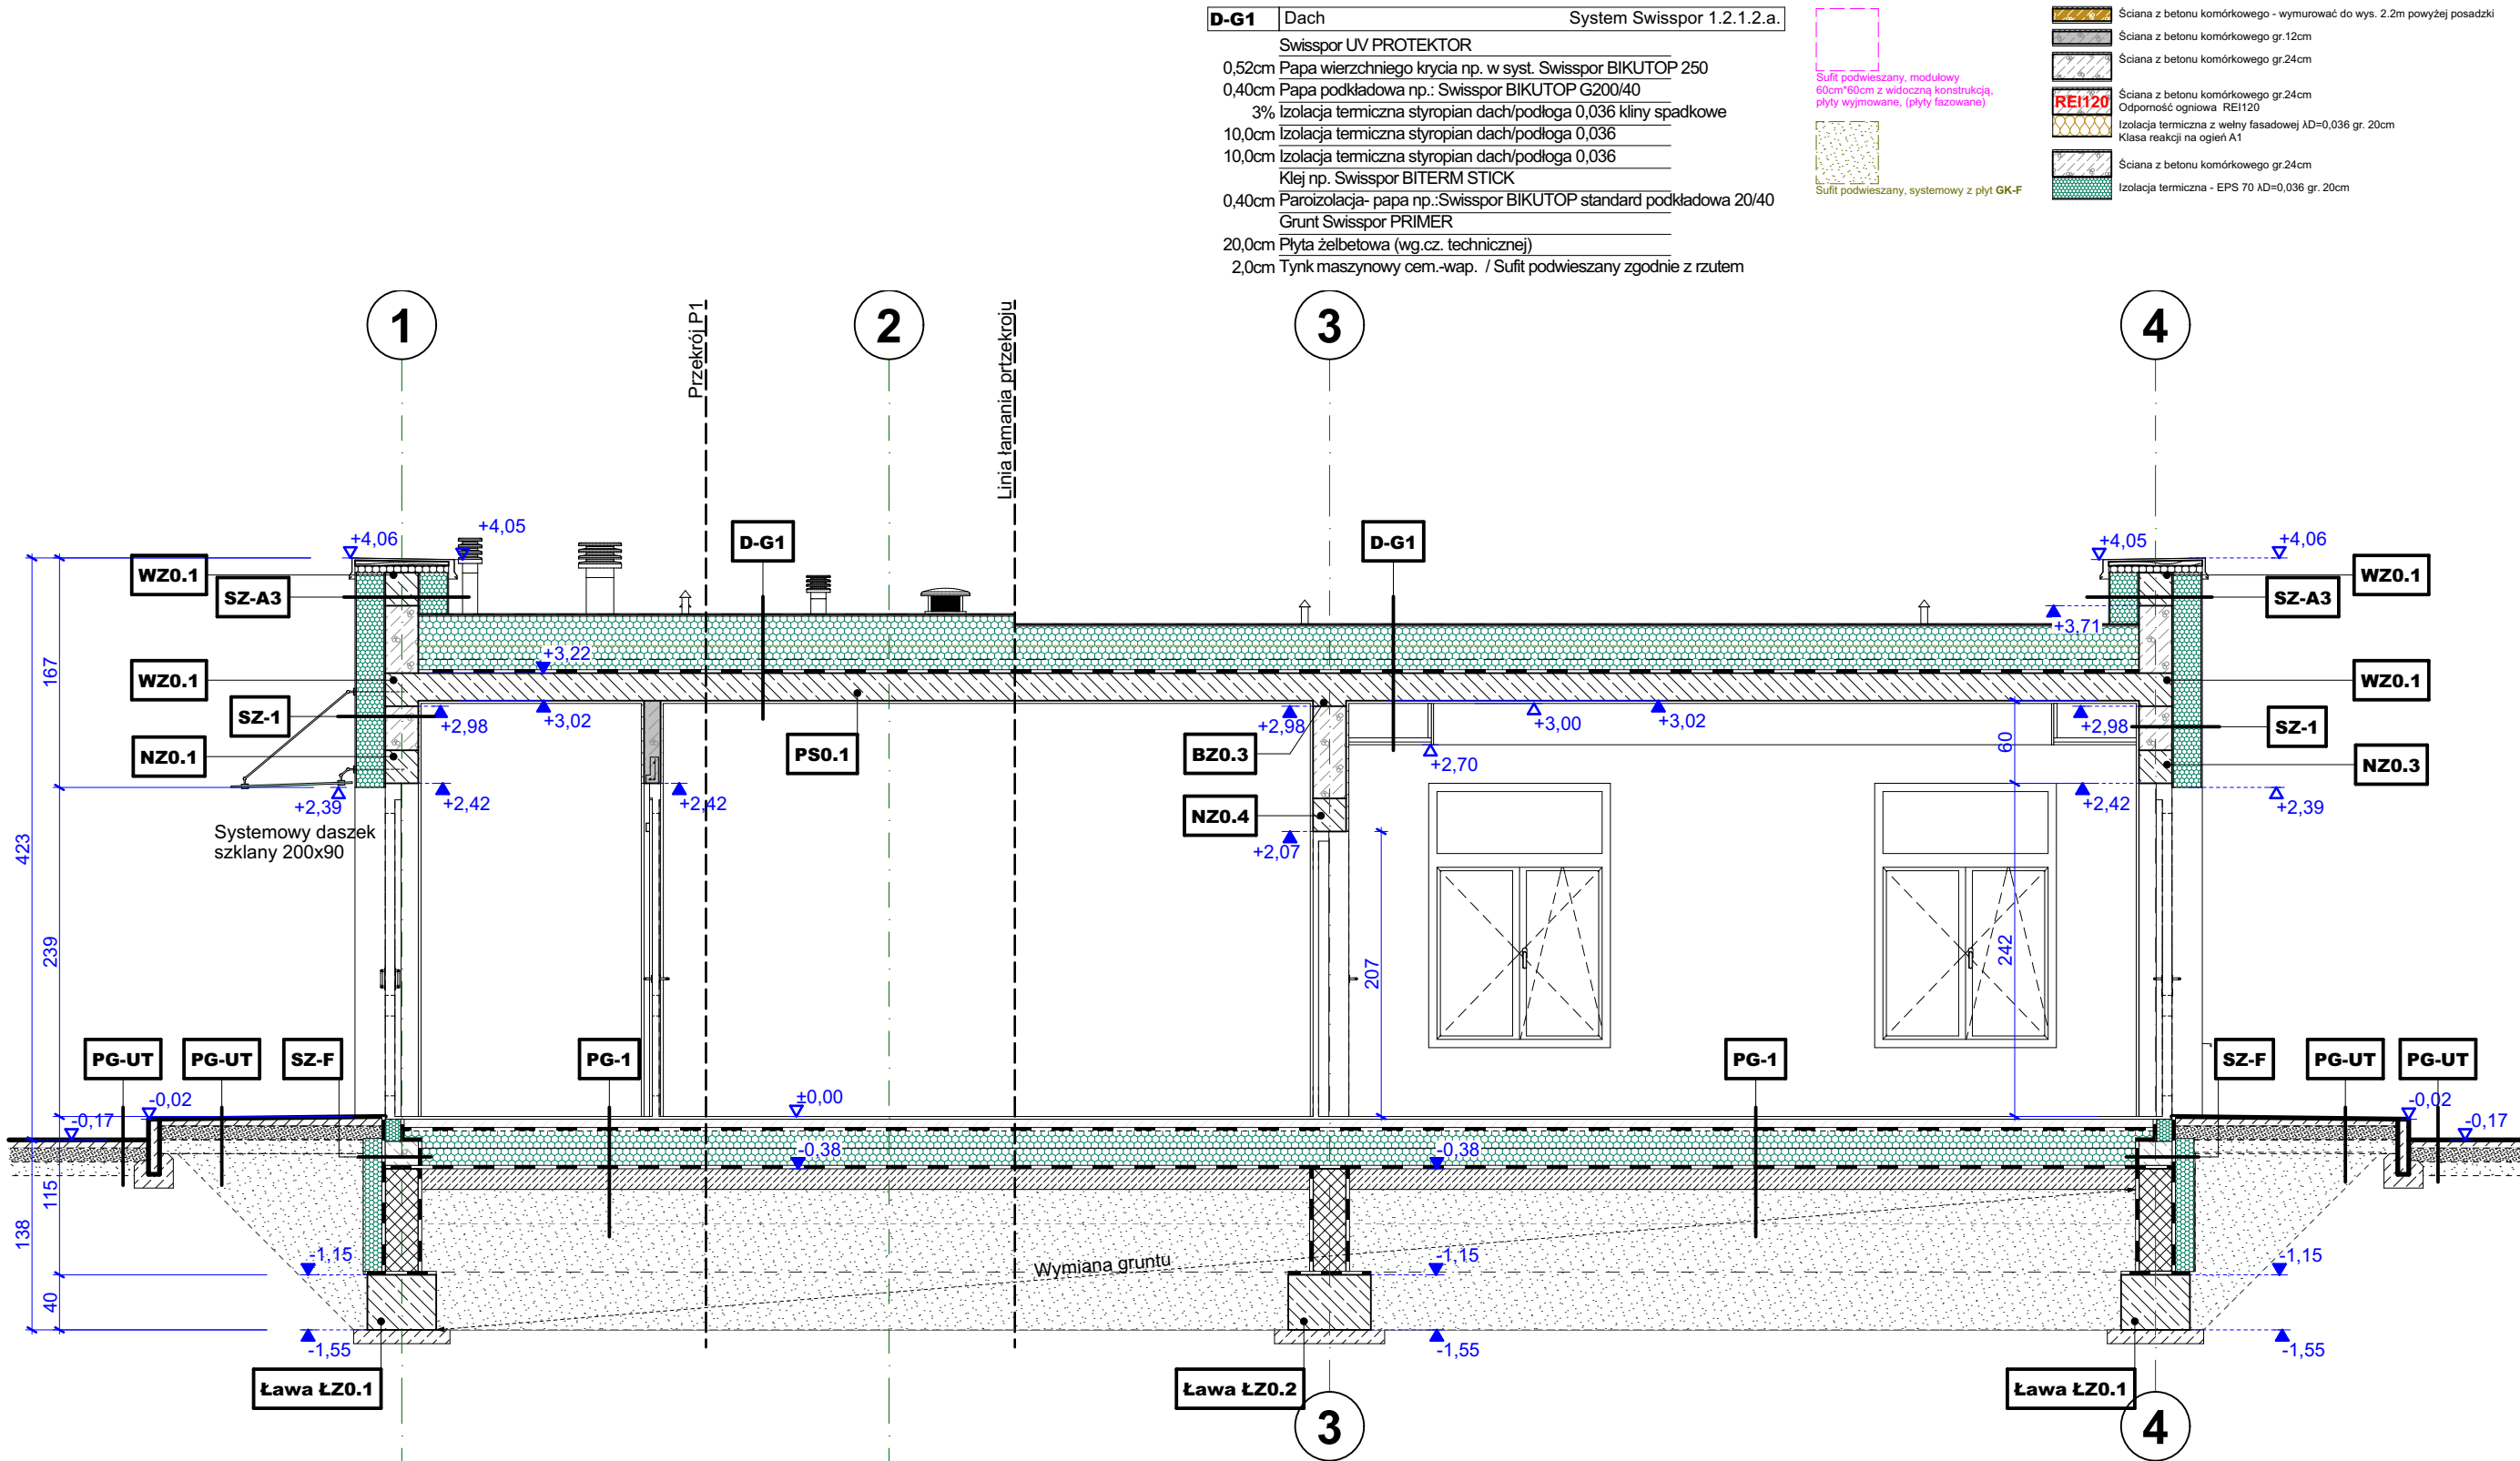 D-G1 Dach System Swisspor 1.2.1.2.a.
Swisspor UV PROTEKTOR
0,52cm Papa wierzchniego krycia np. w syst. Swisspor BIKUTOP 250
0,40cm Papa podkładowa np.: Swisspor BIKUTOP G200/40
3% Izolacja termiczna styropian dach/podłoga 0,036 kliny spadkowe
10,0cm Izolacja termiczna styropian dach/podłoga 0,036
10,0cm Izolacja termiczna styropian dach/podłoga 0,036
Klej np. Swisspor BITERM STICK
0,40cm Paroizolacja- papa np.:Swisspor BIKUTOP standard podkładowa 20/40
Grunt Swisspor PRIMER
20,0cm Płyta żelbetowa (wg.cz. technicznej)
2,0cm Tynk maszynowy cem.-wap. / Sufit podwieszany zgodnie z rzutem
Sufit podwieszany, modułowy
60cm*60cm z widoczną konstrukcją,
płyty wyjmowane, (płyty fazowane)
Sufit podwieszany, systemowy z płyt GK-F
Ściana z betonu komórkowego - wymurować do wys. 2.2m powyżej posadzki
Ściana z betonu komórkowego gr.12cm
Ściana z betonu komórkowego gr.24cm
REI120
Ściana z betonu komórkowego gr.24cm
Odporność ogniowa REI120
Izolacja termiczna z wełny fasadowej λD=0,036 gr. 20cm
Klasa reakcji na ogień A1
Ściana z betonu komórkowego gr.24cm
Izolacja termiczna - EPS 70 λD=0,036 gr. 20cm
1
2
3
4
Przekrój P1
Linia łamania prtzekroju
+4,06
+4,05
D-G1
D-G1
+4,05
+4,06
WZ0.1
SZ-A3
WZ0.1
SZ-A3
+3,71
+3,22
167
WZ0.1
WZ0.1
SZ-1
+2,98
+3,02
+2,98
+3,00
+3,02
+2,98
SZ-1
NZ0.1
PS0.1
BZ0.3
+2,70
60
NZ0.3
+2,39
+2,42
+2,42
NZ0.4
+2,42
+2,39
Systemowy daszek
szklany 200x90
+2,07
423
239
207
242
PG-UT
PG-UT
SZ-F
PG-1
PG-1
SZ-F
PG-UT
PG-UT
-0,17
-0,02
±0,00
-0,02
-0,17
-0,38
-0,38
115
138
-1,15
Wymiana gruntu
-1,15
-1,15
40
-1,55
-1,55
-1,55
Ława ŁZ0.1
Ława ŁZ0.2
Ława ŁZ0.1
3
4